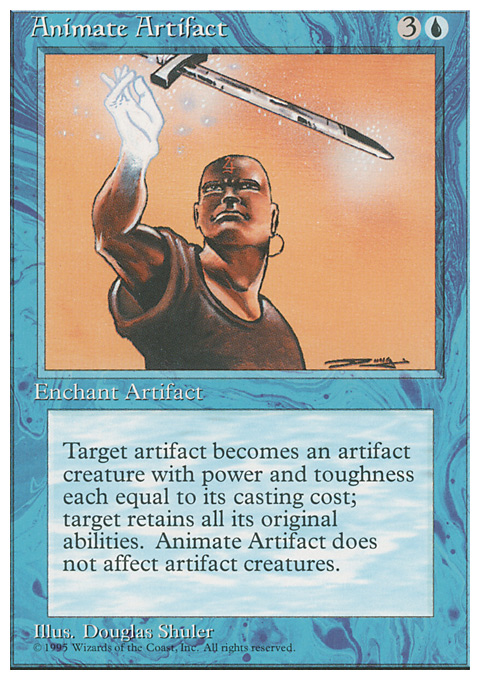 Animate Artifact 3
Enchant Artifact
Target artifact becomes an artifact
creature with power and toughness
each equal to its casting cost;
target retains all its original
abilities. Animate Artifact does
not affect artifact creatures.
Illus. Douglas Shuler
© 1995 Wizards of the Coast, Inc. All rights reserved.